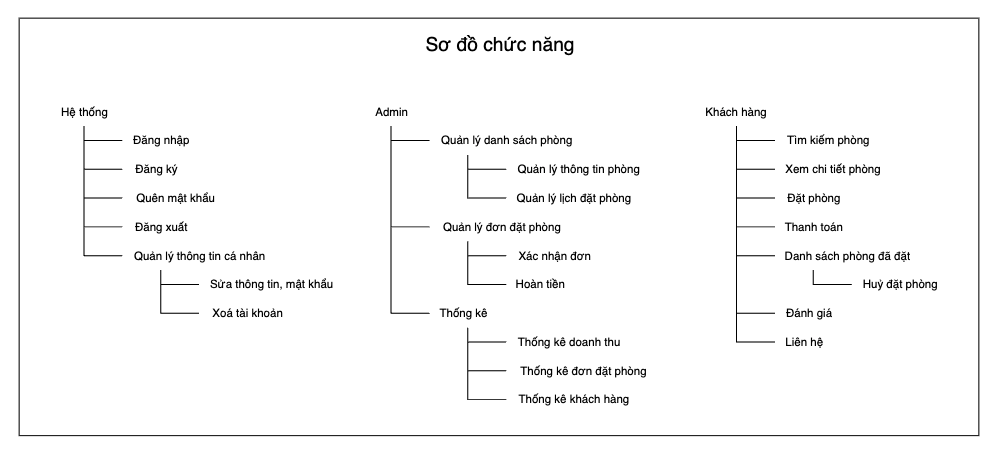 Sơ đồ chức năng
Hệ thống
Đăng nhập
Đăng ký
Quên mật khẩu
Đăng xuất
Quản lý thông tin cá nhân
Sửa thông tin, mật khẩu
Xoá tài khoản
Admin
Quản lý danh sách phòng
Quản lý thông tin phòng
Quản lý lịch đặt phòng
Quản lý đơn đặt phòng
Xác nhận đơn
Hoàn tiền
Thống kê
Thống kê doanh thu
Thống kê đơn đặt phòng
Thống kê khách hàng
Khách hàng
Tìm kiếm phòng
Xem chi tiết phòng
Đặt phòng
Thanh toán
Danh sách phòng đã đặt
Huỷ đặt phòng
Đánh giá
Liên hệ